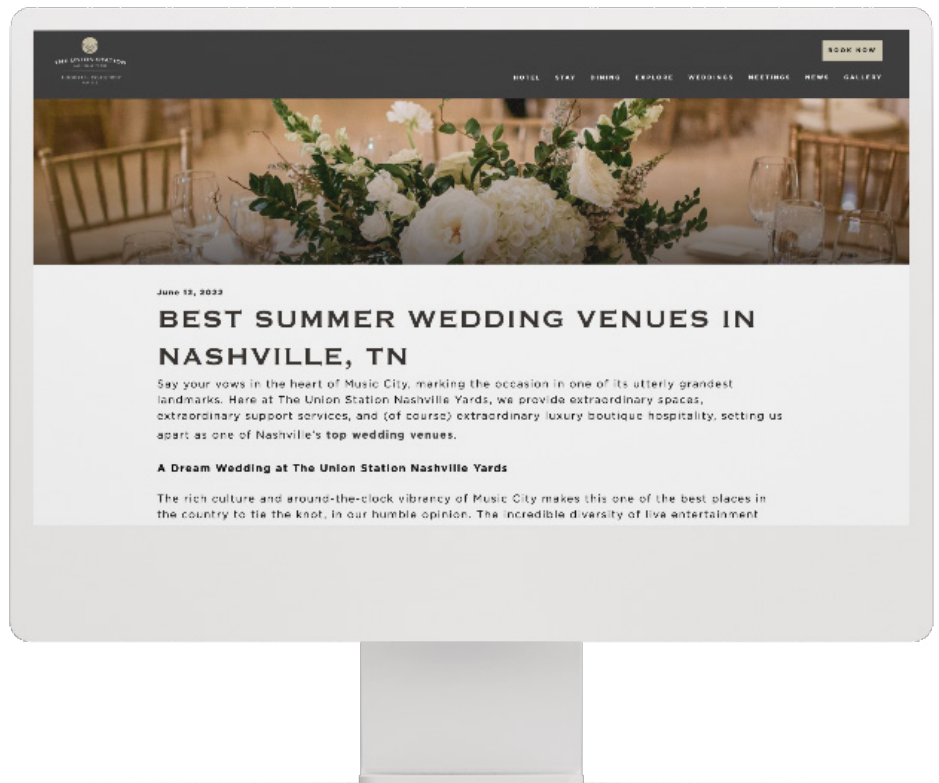 THE UNION STATION
BOOK NOW
HOTEL STAY DINING EXPLORE WEDDINGS MEETINGS NEWS GALLERY
June 13, 2022
BEST SUMMER WEDDING VENUES IN
NASHVILLE, TN
Say your vows in the heart of Music City, marking the occasion in one of its utterly grandest
landmarks. Here at The Union Station Nashville Yards, we provide extraordinary spaces,
extraordinary support services, and (of course) extraordinary luxury boutique hospitality, setting us
apart as one of Nashville's top wedding venues.
A Dream Wedding at The Union Station Nashville Yards
The rich culture and around-the-clock vibrancy of Music City makes this one of the best places in
the country to tie the knot, in our humble opinion. The incredible diversity of live entertainment